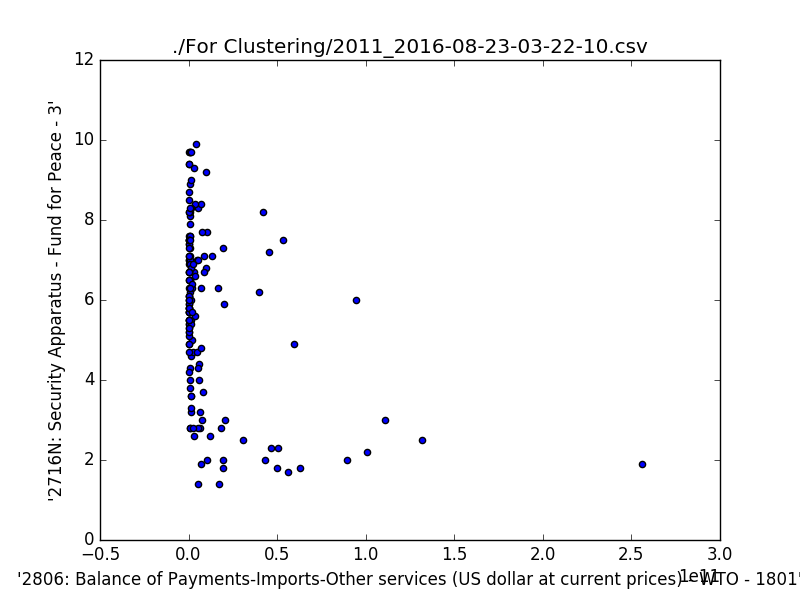 ./For Clustering/2011_2016-08-23-03-22-10.csv
12
10
8
6
4
2
0
'2716N: Security Apparatus - Fund for Peace - 3'
−0.5 0.0 0.5 1.0 1.5 2.0 2.5 3.0
1e11
'2806: Balance of Payments-Imports-Other services (US dollar at current prices) - WTO - 1801'